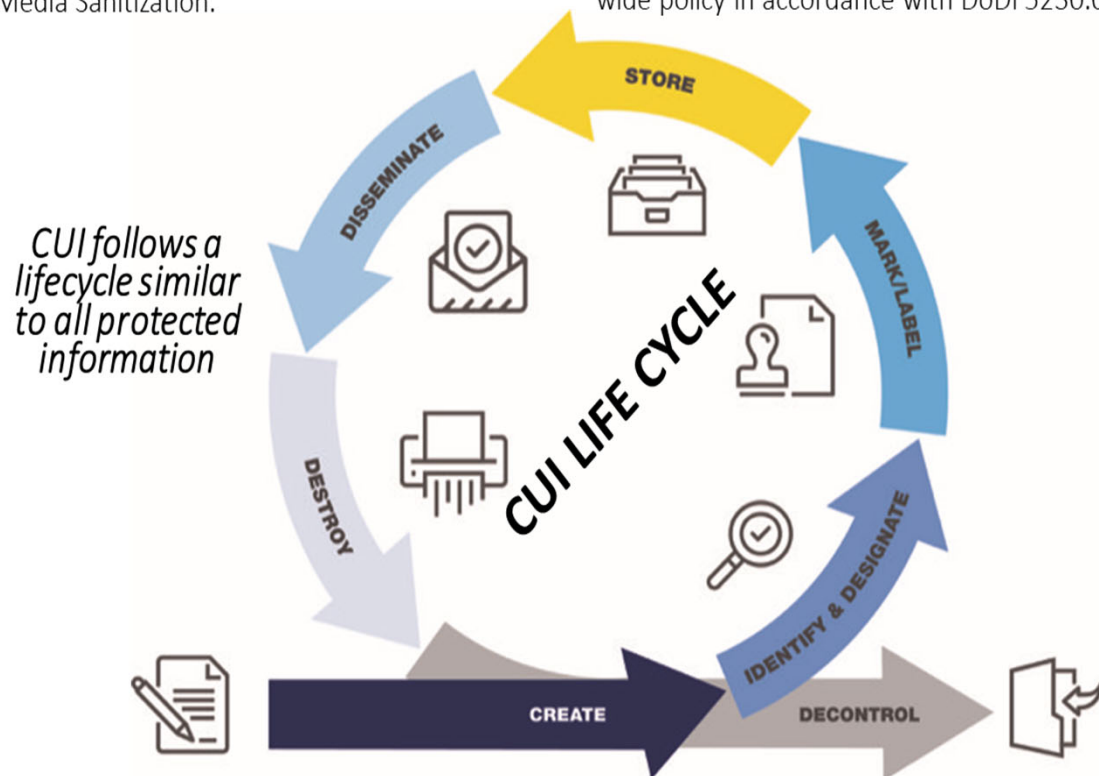 Media Sanitization.
wide policy in accordance with DoDI 5230.
STORE
DISSEMINATE
CUI follows a
lifecycle similar
to all protected
information
MARK/LABEL
CUI LIFE CYCLE
DESTROY
IDENTIFY & DESIGNATE
CREATE
DECONTROL